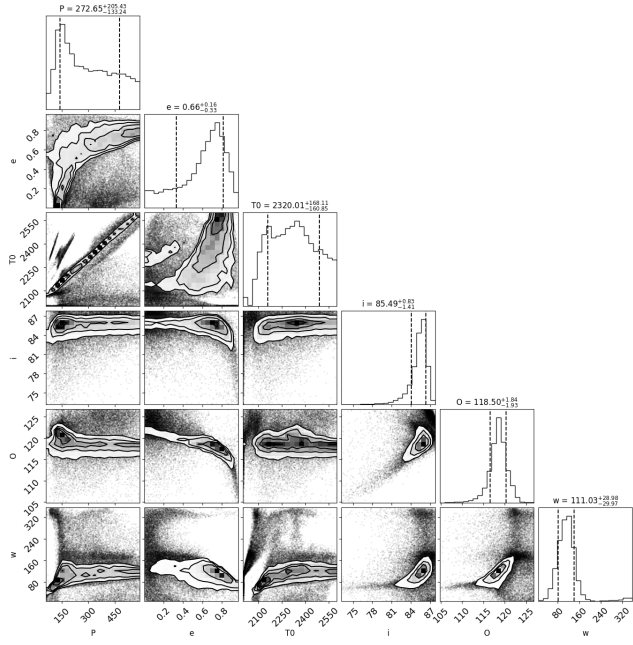 P = 272.65+205.43−133.24
e = 0.66+0.16−0.33
0.8
0.6
0.4
0.2
e
T0 = 2320.01+168.11−160.85
2550
2400
2250
2100
T0
i = 85.49+0.83−1.41
87
84
81
78
75
i
O = 118.50+1.84−1.93
125
120
115
110
105
O
w = 111.03+28.98−29.97
320
240
160
80
w
150 300 450
P
0.2 0.4 0.6 0.8
e
2100 2250 2400 2550
T0
75 78 81 84 87
i
105 110 115 120 125
O
80 160 240 320
w